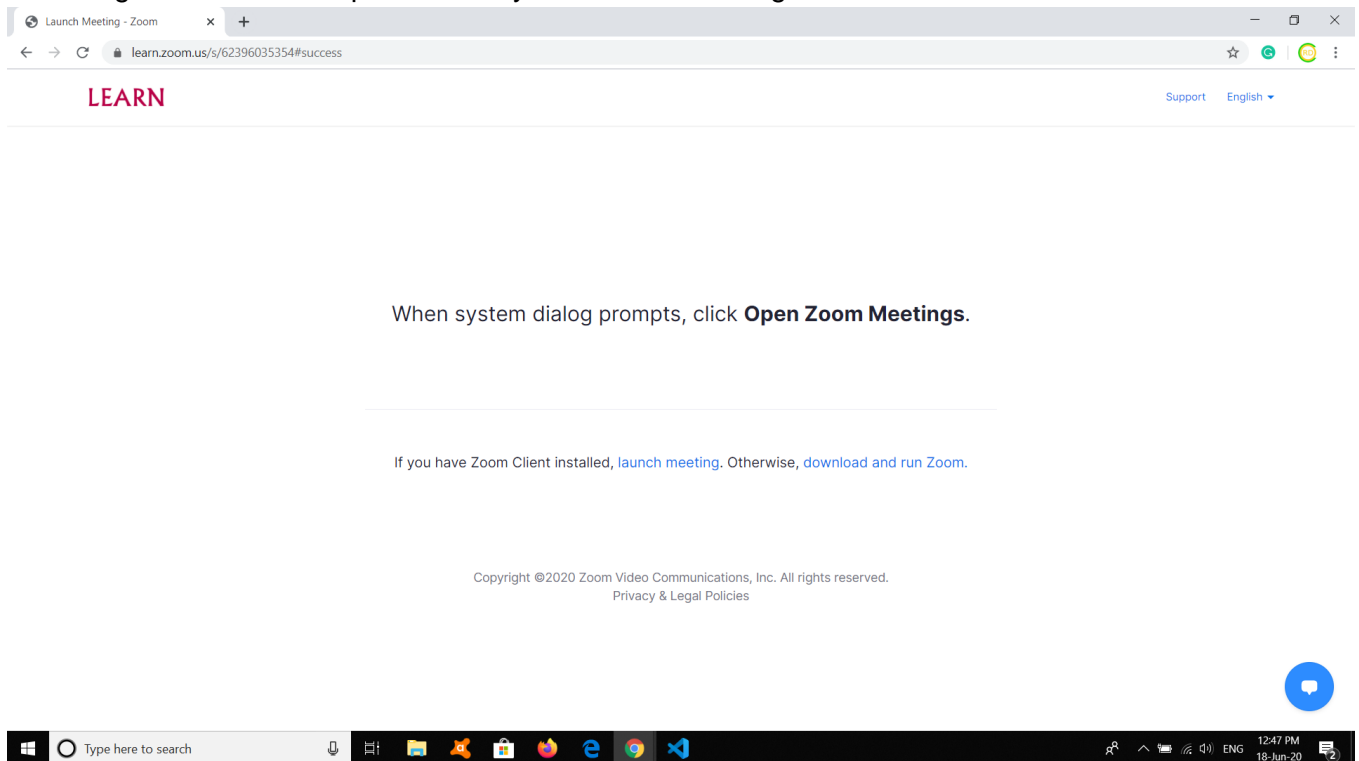 Launch Meeting - Zoom
learn.zoom.us/s/62396035354#success
LEARN
Support English
When system dialog prompts, click Open Zoom Meetings.
If you have Zoom Client installed, launch meeting. Otherwise, download and run Zoom.
Copyright ©2020 Zoom Video Communications, Inc. All rights reserved.
Privacy & Legal Policies
Type here to search
ENG
12:47 PM
18-Jun-20
2